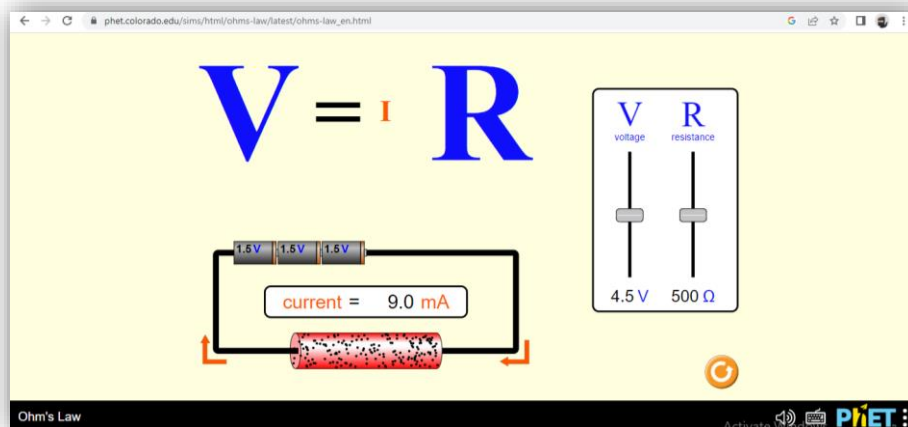 phet.colorado.edu/sims/html/ohms-law/latest/ohms-law_en.html
V = I R
V R
voltage resistance
1.5 V 1.5 V 1.5 V
current = 9.0 mA
4.5 V 500 Ω
Ohm's Law
PhET
Activate